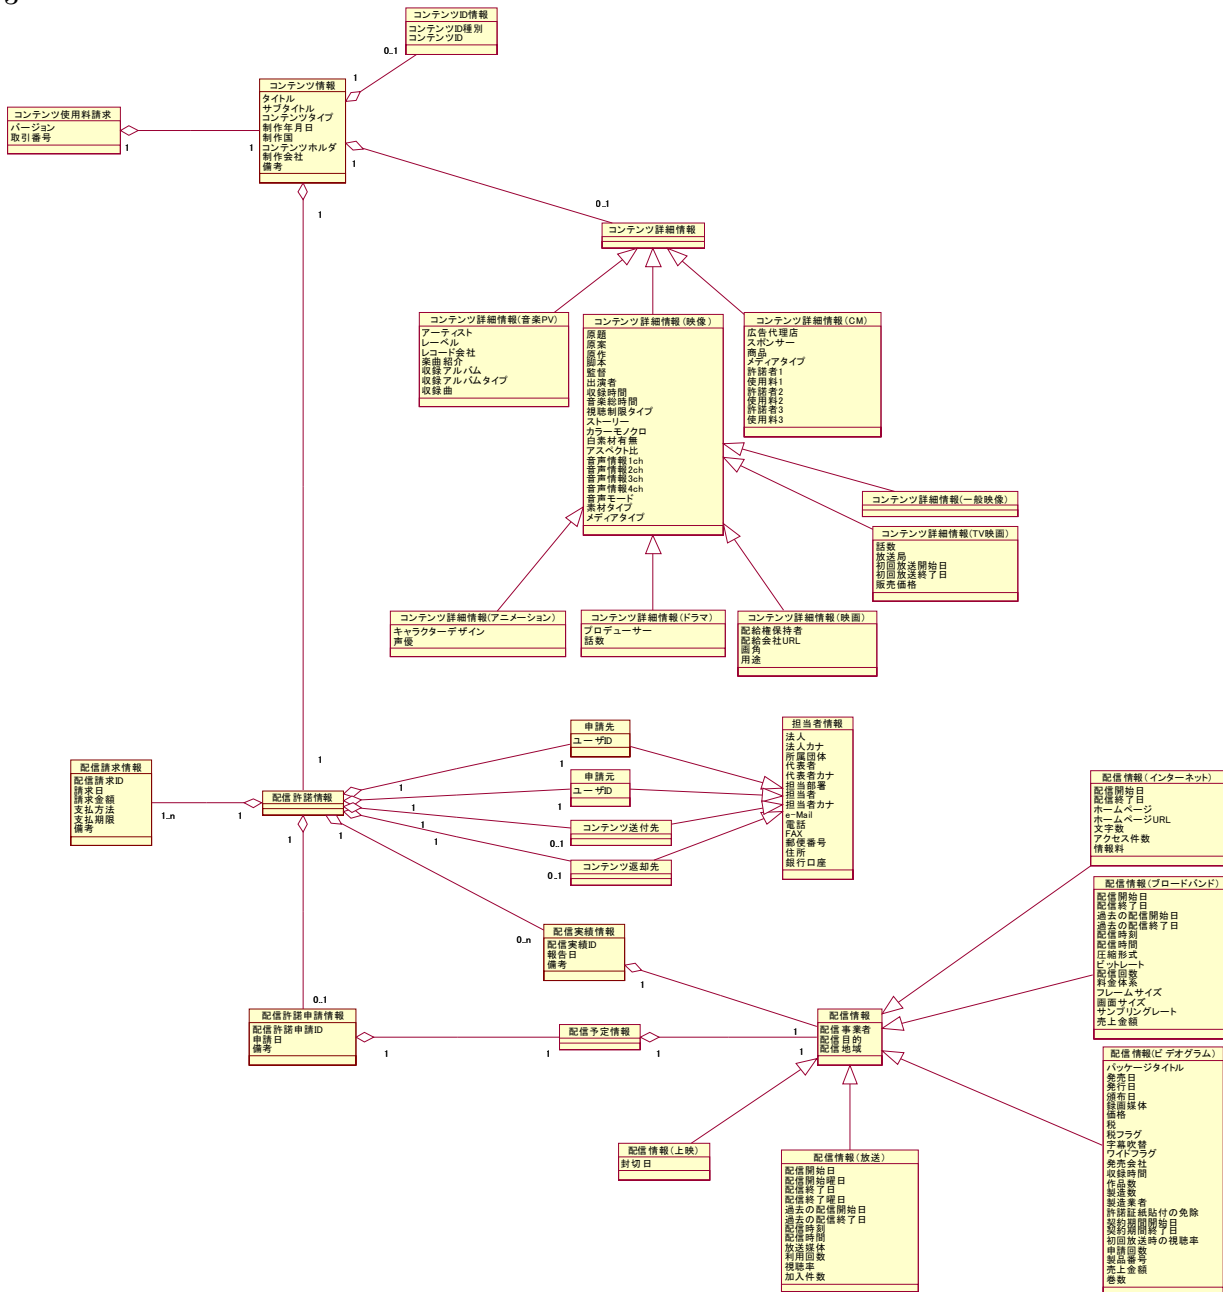 コンテンツID情報
コンテンツID種別
コンテンツID
0..1
1
コンテンツ情報
タイトル
サブタイトル
コンテンツタイプ
制作年月日
制作国
コンテンツホルダ
制作会社
備考
コンテンツ使用料請求
バージョン
取引番号
1
1
1
1
0..1
コンテンツ詳細情報
コンテンツ詳細情報(音楽PV)
アーティスト
レーベル
レコード会社
楽曲紹介
収録アルバム
収録アルバムタイプ
収録曲
コンテンツ詳細情報(映像)
原題
原案
原作
脚本
監督
出演者
収録時間
音楽総時間
視聴制限タイプ
ストーリー
カラーモノクロ
白素材有無
アスペクト比
音声情報1ch
音声情報2ch
音声情報3ch
音声情報4ch
音声モード
素材タイプ
メディアタイプ
コンテンツ詳細情報(CM)
広告代理店
スポンサー
商品
メディアタイプ
許諾者1
使用料1
許諾者2
使用料2
許諾者3
使用料3
コンテンツ詳細情報(一般映像)
コンテンツ詳細情報(TV映画)
話数
放送局
初回放送開始日
初回放送終了日
販売価格
コンテンツ詳細情報(アニメーション)
キャラクターデザイン
声優
コンテンツ詳細情報(ドラマ)
プロデューサー
話数
コンテンツ詳細情報(映画)
配給権保持者
配給会社URL
画角
用途
申請先
ユーザID
1
申請元
ユーザID
1
コンテンツ送付先
0..1
コンテンツ返却先
0..1
担当者情報
法人
法人カナ
所属団体
代表者
代表者カナ
担当部署
担当者
担当者カナ
e-Mail
電話
FAX
郵便番号
住所
銀行口座
配信請求情報
配信請求ID
請求日
請求金額
支払方法
支払期限
備考
1..n
1
1
配信許諾情報
1
1
1
1
1
1
配信実績情報
配信実績ID
報告日
備考
0..n
1
0..1
配信許諾申請情報
配信許諾申請ID
申請日
備考
1
1
配信予定情報
1
1
1
配信情報
配信事業者
配信目的
配信地域
配信情報(インターネット)
配信開始日
配信終了日
ホームページ
ホームページURL
文字数
アクセス件数
情報料
配信情報(ブロードバンド)
配信開始日
配信終了日
過去の配信開始日
過去の配信終了日
配信時刻
配信時間
圧縮形式
ビットレート
配信回数
料金体系
フレームサイズ
画面サイズ
サンプリングレート
売上金額
配信情報(ビデオグラム)
パッケージタイトル
発売日
発行日
頒布日
録画媒体
価格
税
税フラグ
字幕吹替
ワイドフラグ
発売会社
収録時間
作品数
製造数
製造業者
許諾証紙貼付の免除
契約期間開始日
契約期間終了日
初回放送時の視聴率
申請回数
製品番号
売上金額
巻数
配信情報(上映)
封切日
配信情報(放送)
配信開始日
配信開始曜日
配信終了日
配信終了曜日
過去の配信開始日
過去の配信終了日
配信時刻
配信時間
放送媒体
利用回数
視聴率
加入件数